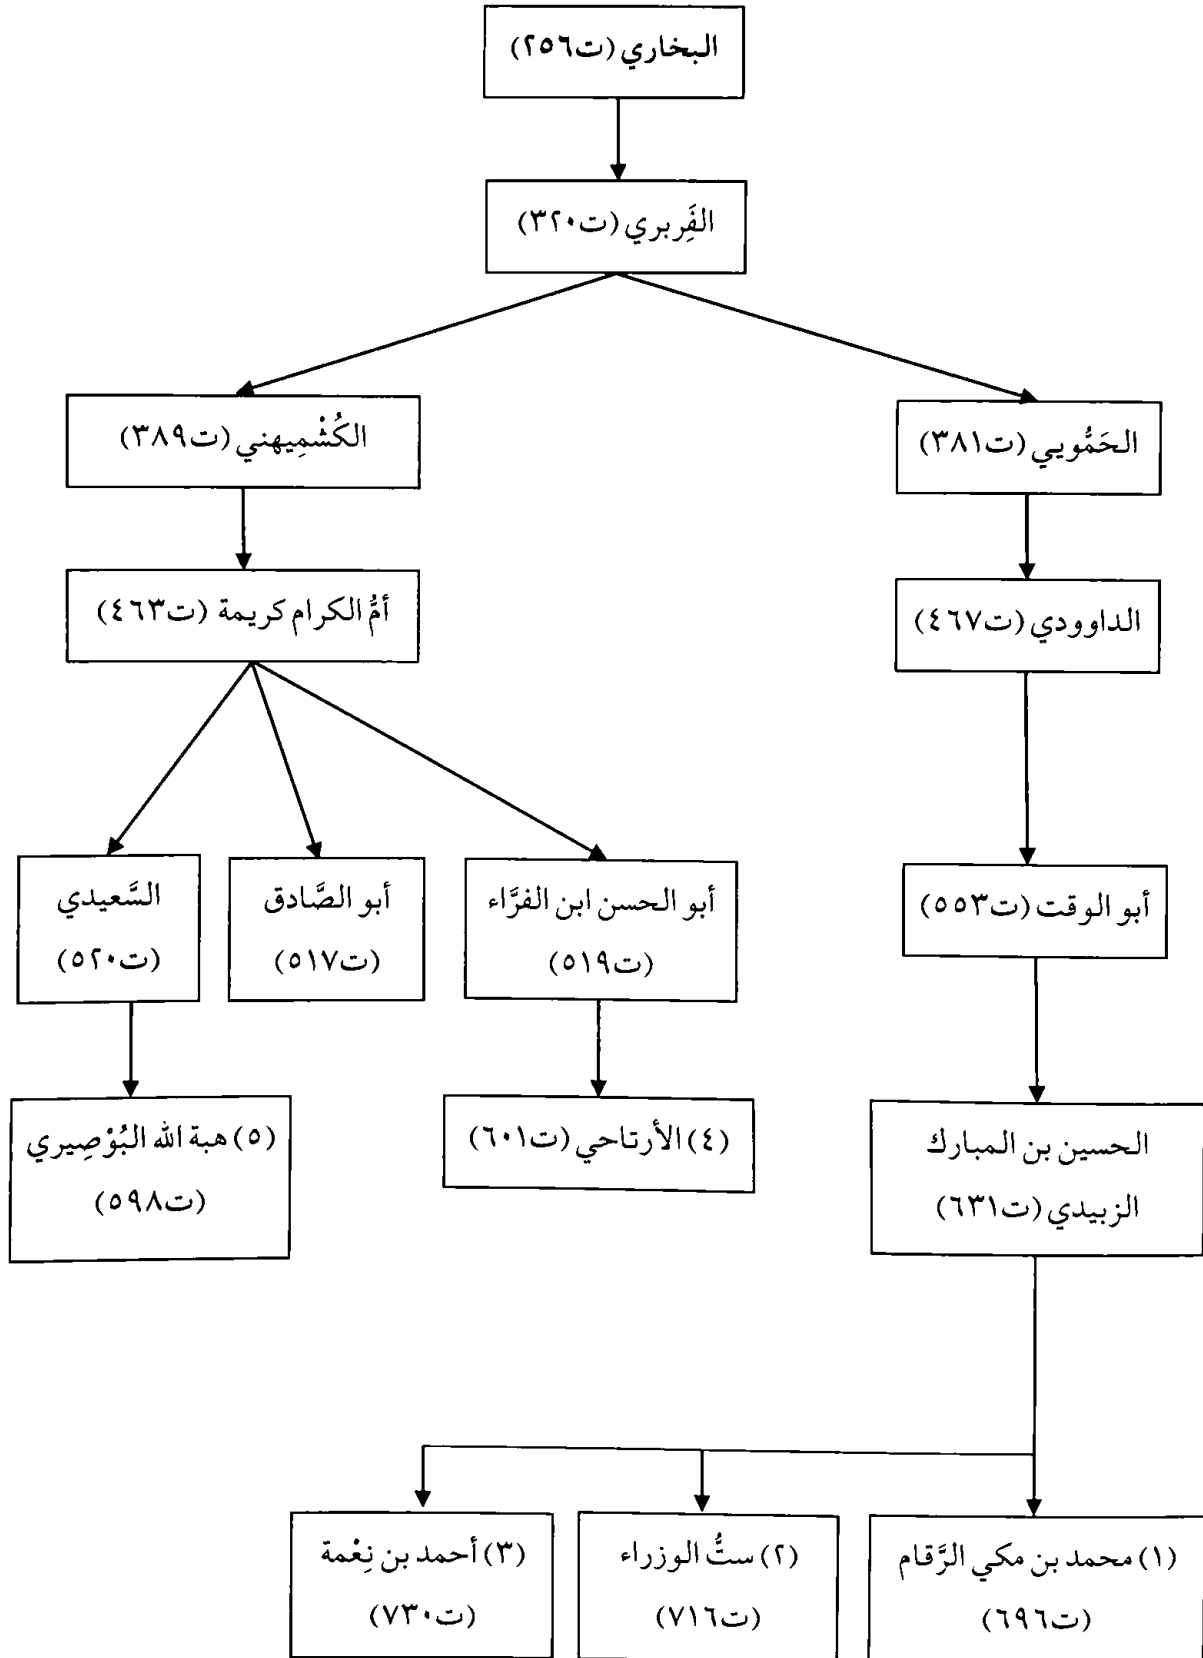 البخاري (ت٢٥٦)
الفَِربري (ت٣٢٠)
الحَمُّويي (ت٣٨١)
الكُشْمِيهني (ت٣٨٩)
الداوودي (ت٤٦٧)
أمُّ الكرام كريمة (ت٤٦٣)
أبو الوقت (ت٥٥٣)
أبو الحسن ابن الفرَّاء
(ت٥١٩)
أبو الصَّادق
(ت٥١٧)
السَّعيدي
(ت٥٢٠)
الحسين بن المبارك
الزبيدي (ت٦٣١)
(٤) الأرتاحي (ت٦٠١)
(٥) هبة الله البُوْصِيري
(ت٥٩٨)
(١) محمد بن مكي الرَّقام
(ت٦٩٦)
(٢) ستُّ الوزراء
(ت٧١٦)
(٣) أحمد بن نِعْمة
(ت٧٣٠)